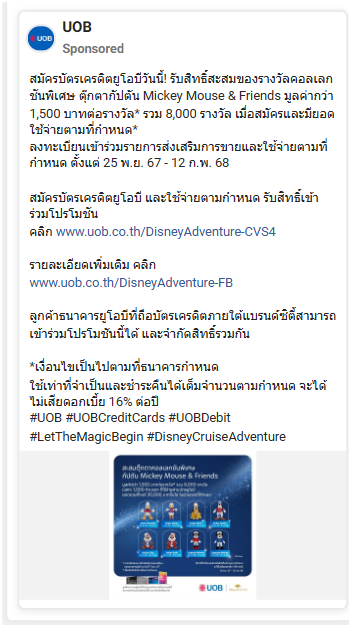 UOB
UOB
Sponsored
สมัครบัตรเครดิตยูโอบีวันนี้! รับสิทธิ์สะสมของรางวัลคอลเลก
ชันพิเศษ ตุ๊กตากัปตัน Mickey Mouse & Friends มูลค่ากว่า
1,500 บาทต่อรางวัล* รวม 8,000 รางวัล เมื่อสมัครและมียอด
ใช้จ่ายตามที่กำหนด*
ลงทะเบียนเข้าร่วมรายการส่งเสริมการขายและใช้จ่ายตามที่
กำหนด ตั้งแต่ 25 พ.ย. 67 - 12 ก.พ. 68
สมัครบัตรเครดิตยูโอบี และใช้จ่ายตามกำหนด รับสิทธิ์เข้า
ร่วมโปรโมชัน
คลิก www.uob.co.th/DisneyAdventure-CVS4
รายละเอียดเพิ่มเติม คลิก
www.uob.co.th/DisneyAdventure-FB
ลูกค้าธนาคารยูโอบีที่ถือบัตรเครดิตภายใต้แบรนด์ซิตี้สามารถ
เข้าร่วมโปรโมชันนี้ได้ และจำกัดสิทธิ์รวมกัน
*เงื่อนไขเป็นไปตามที่ธนาคารกำหนด
ใช้เท่าที่จำเป็นและชำระคืนได้เต็มจำนวนตามกำหนด จะได้
ไม่เสียดอกเบี้ย 16% ต่อปี
#UOB #UOBCreditCards #UOBDebit
#LetTheMagicBegin #DisneyCruiseAdventure
สะสมตุ๊กตาคอลเลกชันพิเศษ
กัปตัน Mickey Mouse & Friends
UOB